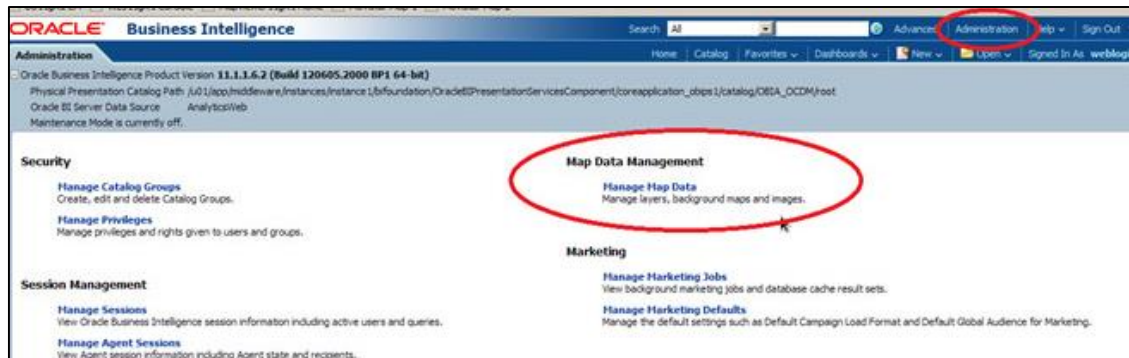 ORACLE Business Intelligence Search All Advanced Administration Help Sign Out
Administration Home Catalog Favorites Dashboards New Open Signed In As weblogi
Oracle Business Intelligence Product Version 11.1.1.6.2 (Build 120605.2000 BP1 64-bit)
Physical Presentation Catalog Path /u01/app/middleware/instances/instance1/bifoundation/OracleBIPresentationServicesComponent/coreapplication_obips1/catalog/OBIA_OCDM/root
Oracle BI Server Data Source AnalyticsWeb
Maintenance Mode is currently off.
Security
Manage Catalog Groups
Create, edit and delete Catalog Groups.
Manage Privileges
Manage privileges and rights given to users and groups.
Session Management
Manage Sessions
View Oracle Business Intelligence session information including active users and queries.
Manage Agent Sessions
View Agent session information including Agent state and recipients.
Map Data Management
Manage Map Data
Manage layers, background maps and images.
Marketing
Manage Marketing Jobs
View background marketing jobs and database cache result sets.
Manage Marketing Defaults
Manage the default settings such as Default Campaign Load Format and Default Global Audience for Marketing.